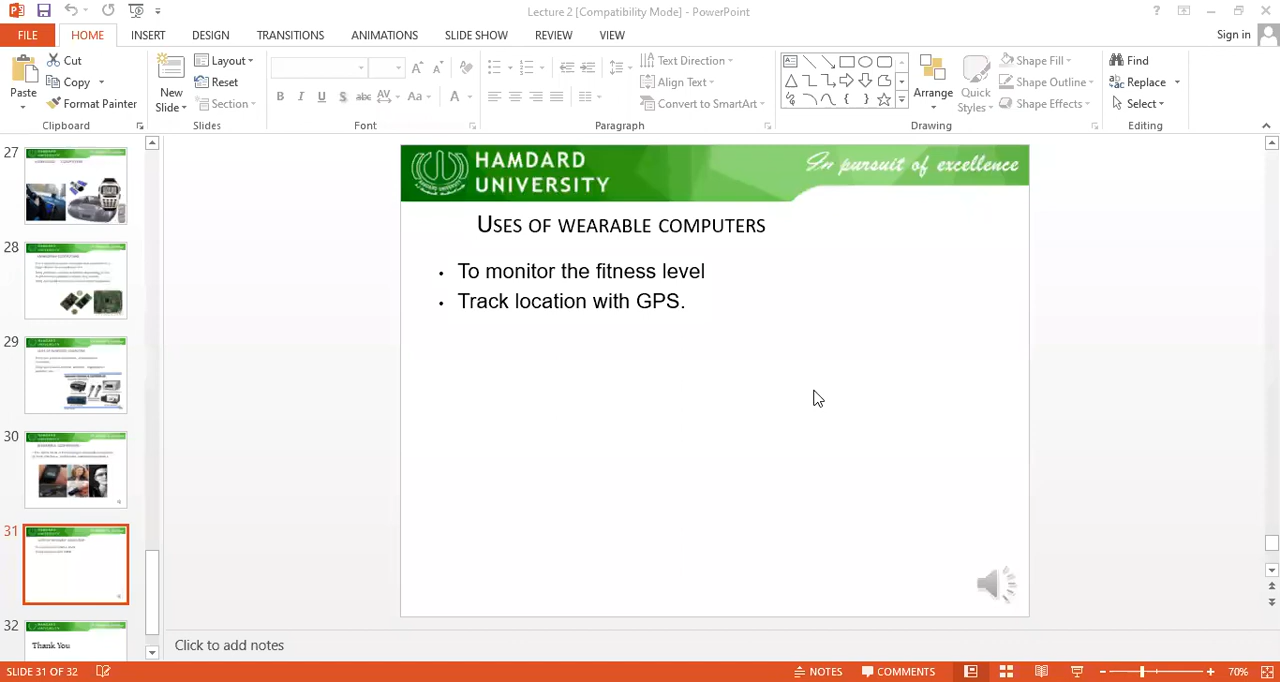 Lecture 2 [Compatibility Mode] - PowerPoint
FILE HOME INSERT DESIGN TRANSITIONS ANIMATIONS SLIDE SHOW REVIEW VIEW Sign in
Paste
Cut
Copy
Format Painter
Clipboard
New Slide
Layout
Reset
Section
Slides
B I U S abc AV Aa A
Font
Text Direction
Align Text
Convert to SmartArt
Paragraph
Arrange
Quick Styles
Shape Fill
Shape Outline
Shape Effects
Drawing
Find
Replace
Select
Editing
27
28
29
30
31
32
Thank You
HAMDARD
UNIVERSITY
In pursuit of excellence
USES OF WEARABLE COMPUTERS
• To monitor the fitness level
• Track location with GPS.
Click to add notes
SLIDE 31 OF 32 NOTES COMMENTS 70%